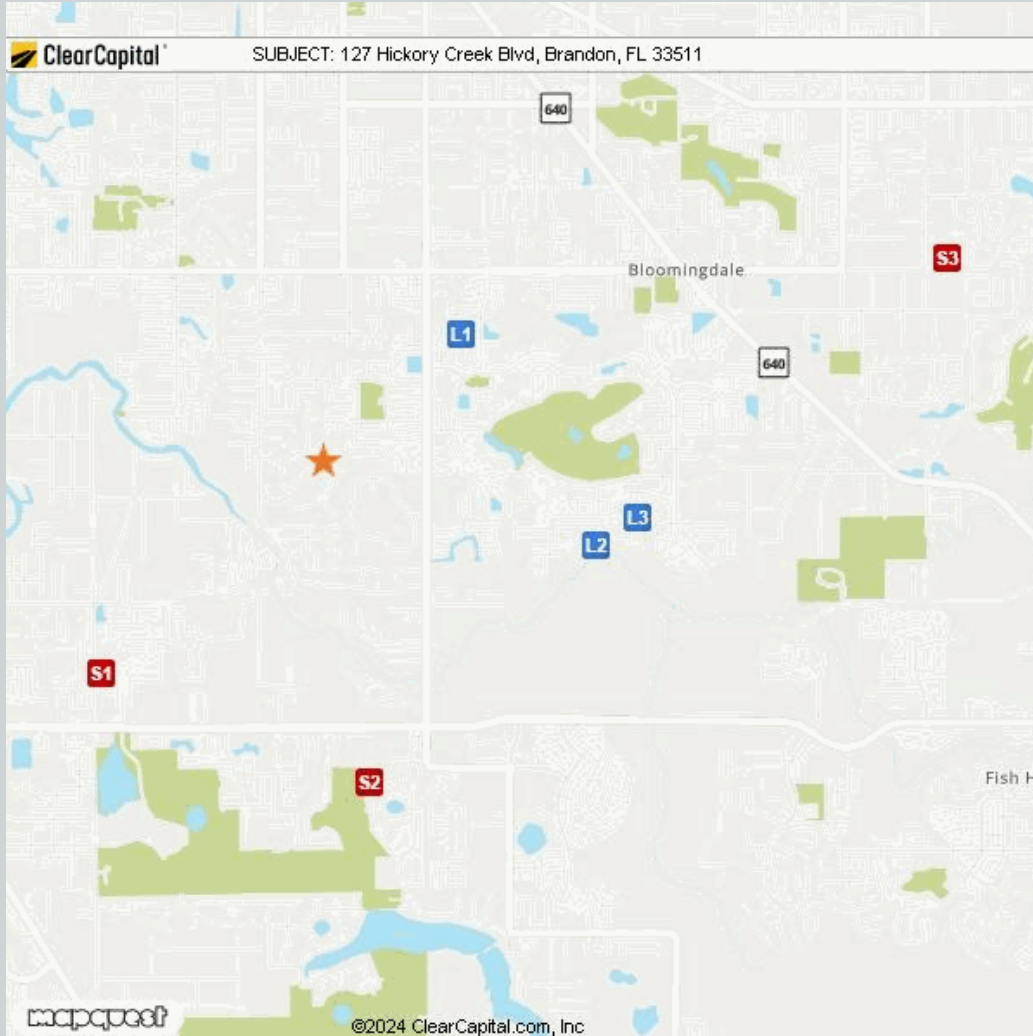 ClearCapital SUBJECT: 127 Hickory Creek Blvd, Brandon, FL 33511
640
S3
Bloomingdale
L1
640
L3
L2
S1
S2
Fish H
mapquest ©2024 ClearCapital.com, Inc